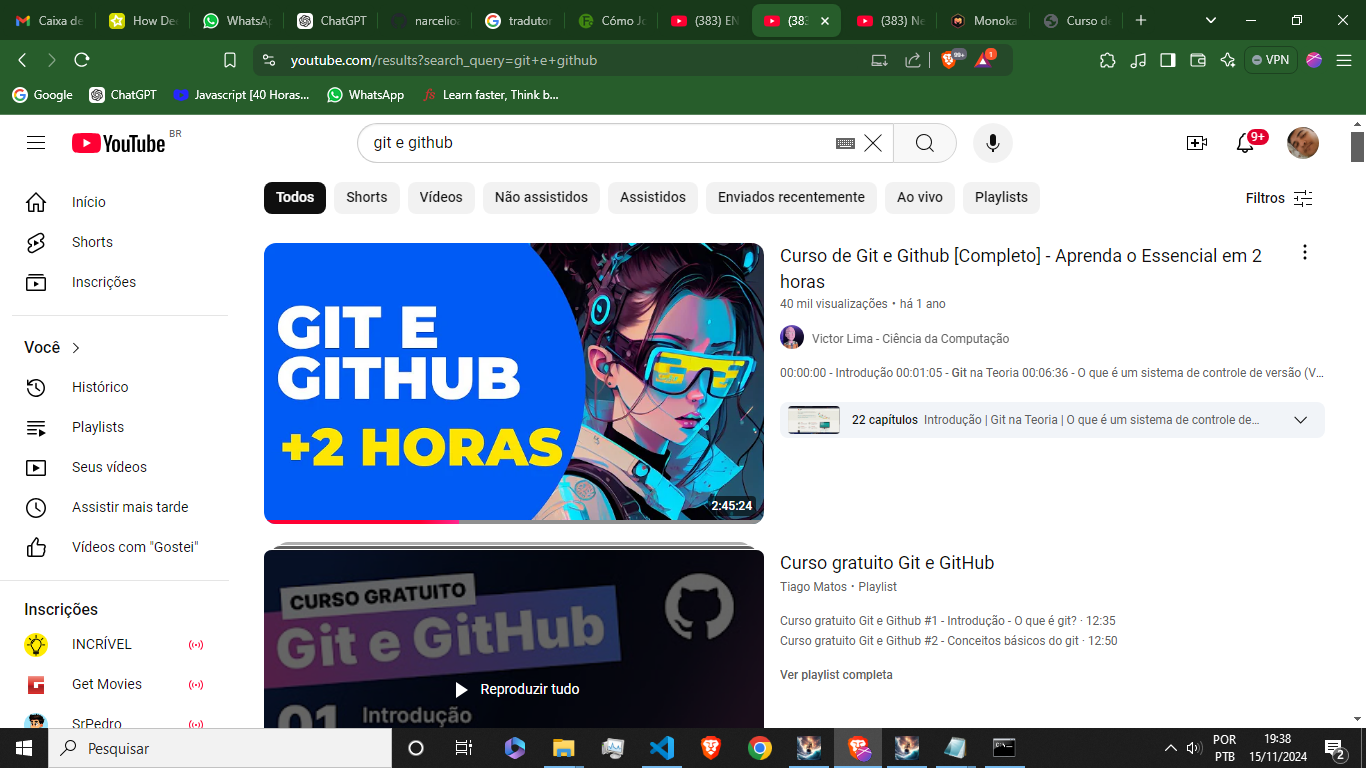 Caixa de
How Dec
WhatsAp
ChatGPT
narcelio
tradutor
Cómo Jo
(383) EN
(383
(383) Ne
Monoka
Curso de
youtube.com/results?search_query=git+e+github
99+
1
VPN
Google
ChatGPT
Javascript [40 Horas...
WhatsApp
Learn faster, Think b...
YouTube BR
git e github
9+
Início
Shorts
Inscrições
Você
Histórico
Playlists
Seus vídeos
Assistir mais tarde
Vídeos com "Gostei"
Inscrições
INCRÍVEL
Get Movies
SrPedro
Todos
Shorts
Vídeos
Não assistidos
Assistidos
Enviados recentemente
Ao vivo
Playlists
Filtros
GIT E
GITHUB
+2 HORAS
2:45:24
Curso de Git e Github [Completo] - Aprenda o Essencial em 2
horas
40 mil visualizações • há 1 ano
Victor Lima - Ciência da Computação
00:00:00 - Introdução 00:01:05 - Git na Teoria 00:06:36 - O que é um sistema de controle de versão (V...
22 capítulos Introdução | Git na Teoria | O que é um sistema de controle de...
CURSO GRATUITO
Git e GitHub
Reproduzir tudo
01 Introdução
Curso gratuito Git e GitHub
Tiago Matos • Playlist
Curso gratuito Git e Github #1 - Introdução - O que é git? · 12:35
Curso gratuito Git e Github #2 - Conceitos básicos do git · 12:50
Ver playlist completa
Pesquisar
POR
PTB
19:38
15/11/2024
2